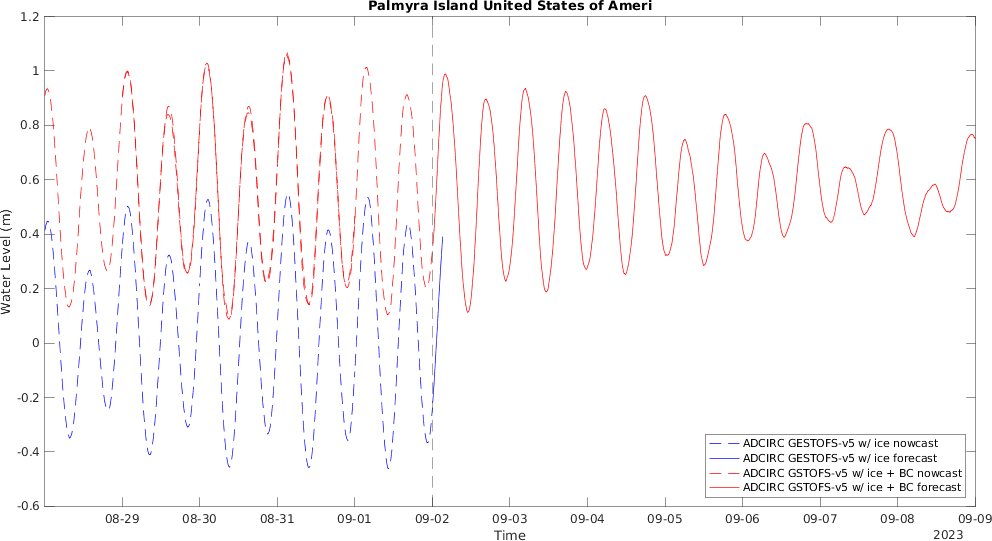 Palmyra Island United States of Ameri
Water Level (m)
1.2
1
0.8
0.6
0.4
0.2
0
-0.2
-0.4
-0.6
ADCIRC GESTOFS-v5 w/ ice nowcast
ADCIRC GESTOFS-v5 w/ ice forecast
ADCIRC GSTOFS-v5 w/ ice + BC nowcast
ADCIRC GSTOFS-v5 w/ ice + BC forecast
08-29 08-30 08-31 09-01 09-02 09-03 09-04 09-05 09-06 09-07 09-08 09-09
Time
2023